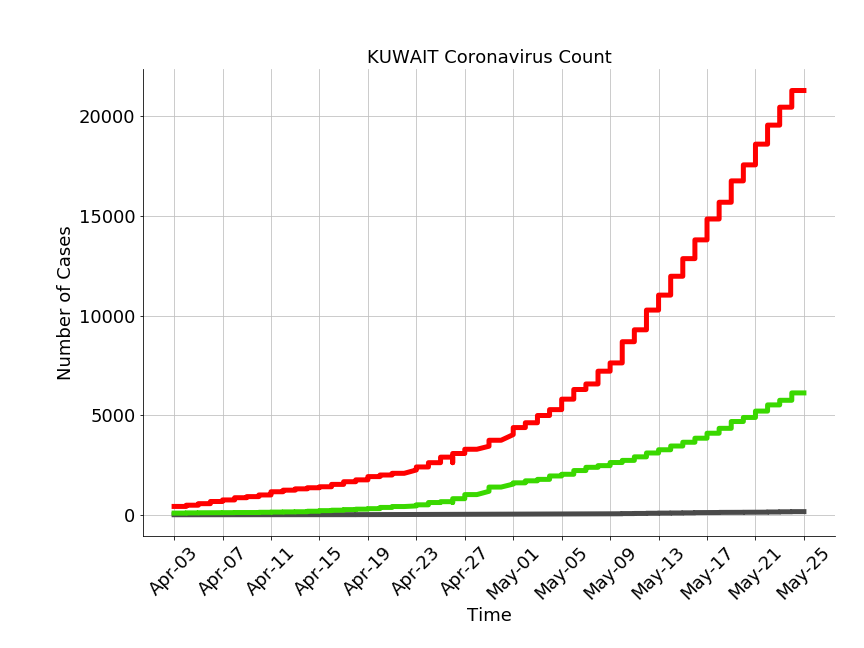 KUWAIT Coronavirus Count
Number of Cases
20000
15000
10000
5000
0
Apr-03
Apr-07
Apr-11
Apr-15
Apr-19
Apr-23
Apr-27
May-01
May-05
May-09
May-13
May-17
May-21
May-25
Time